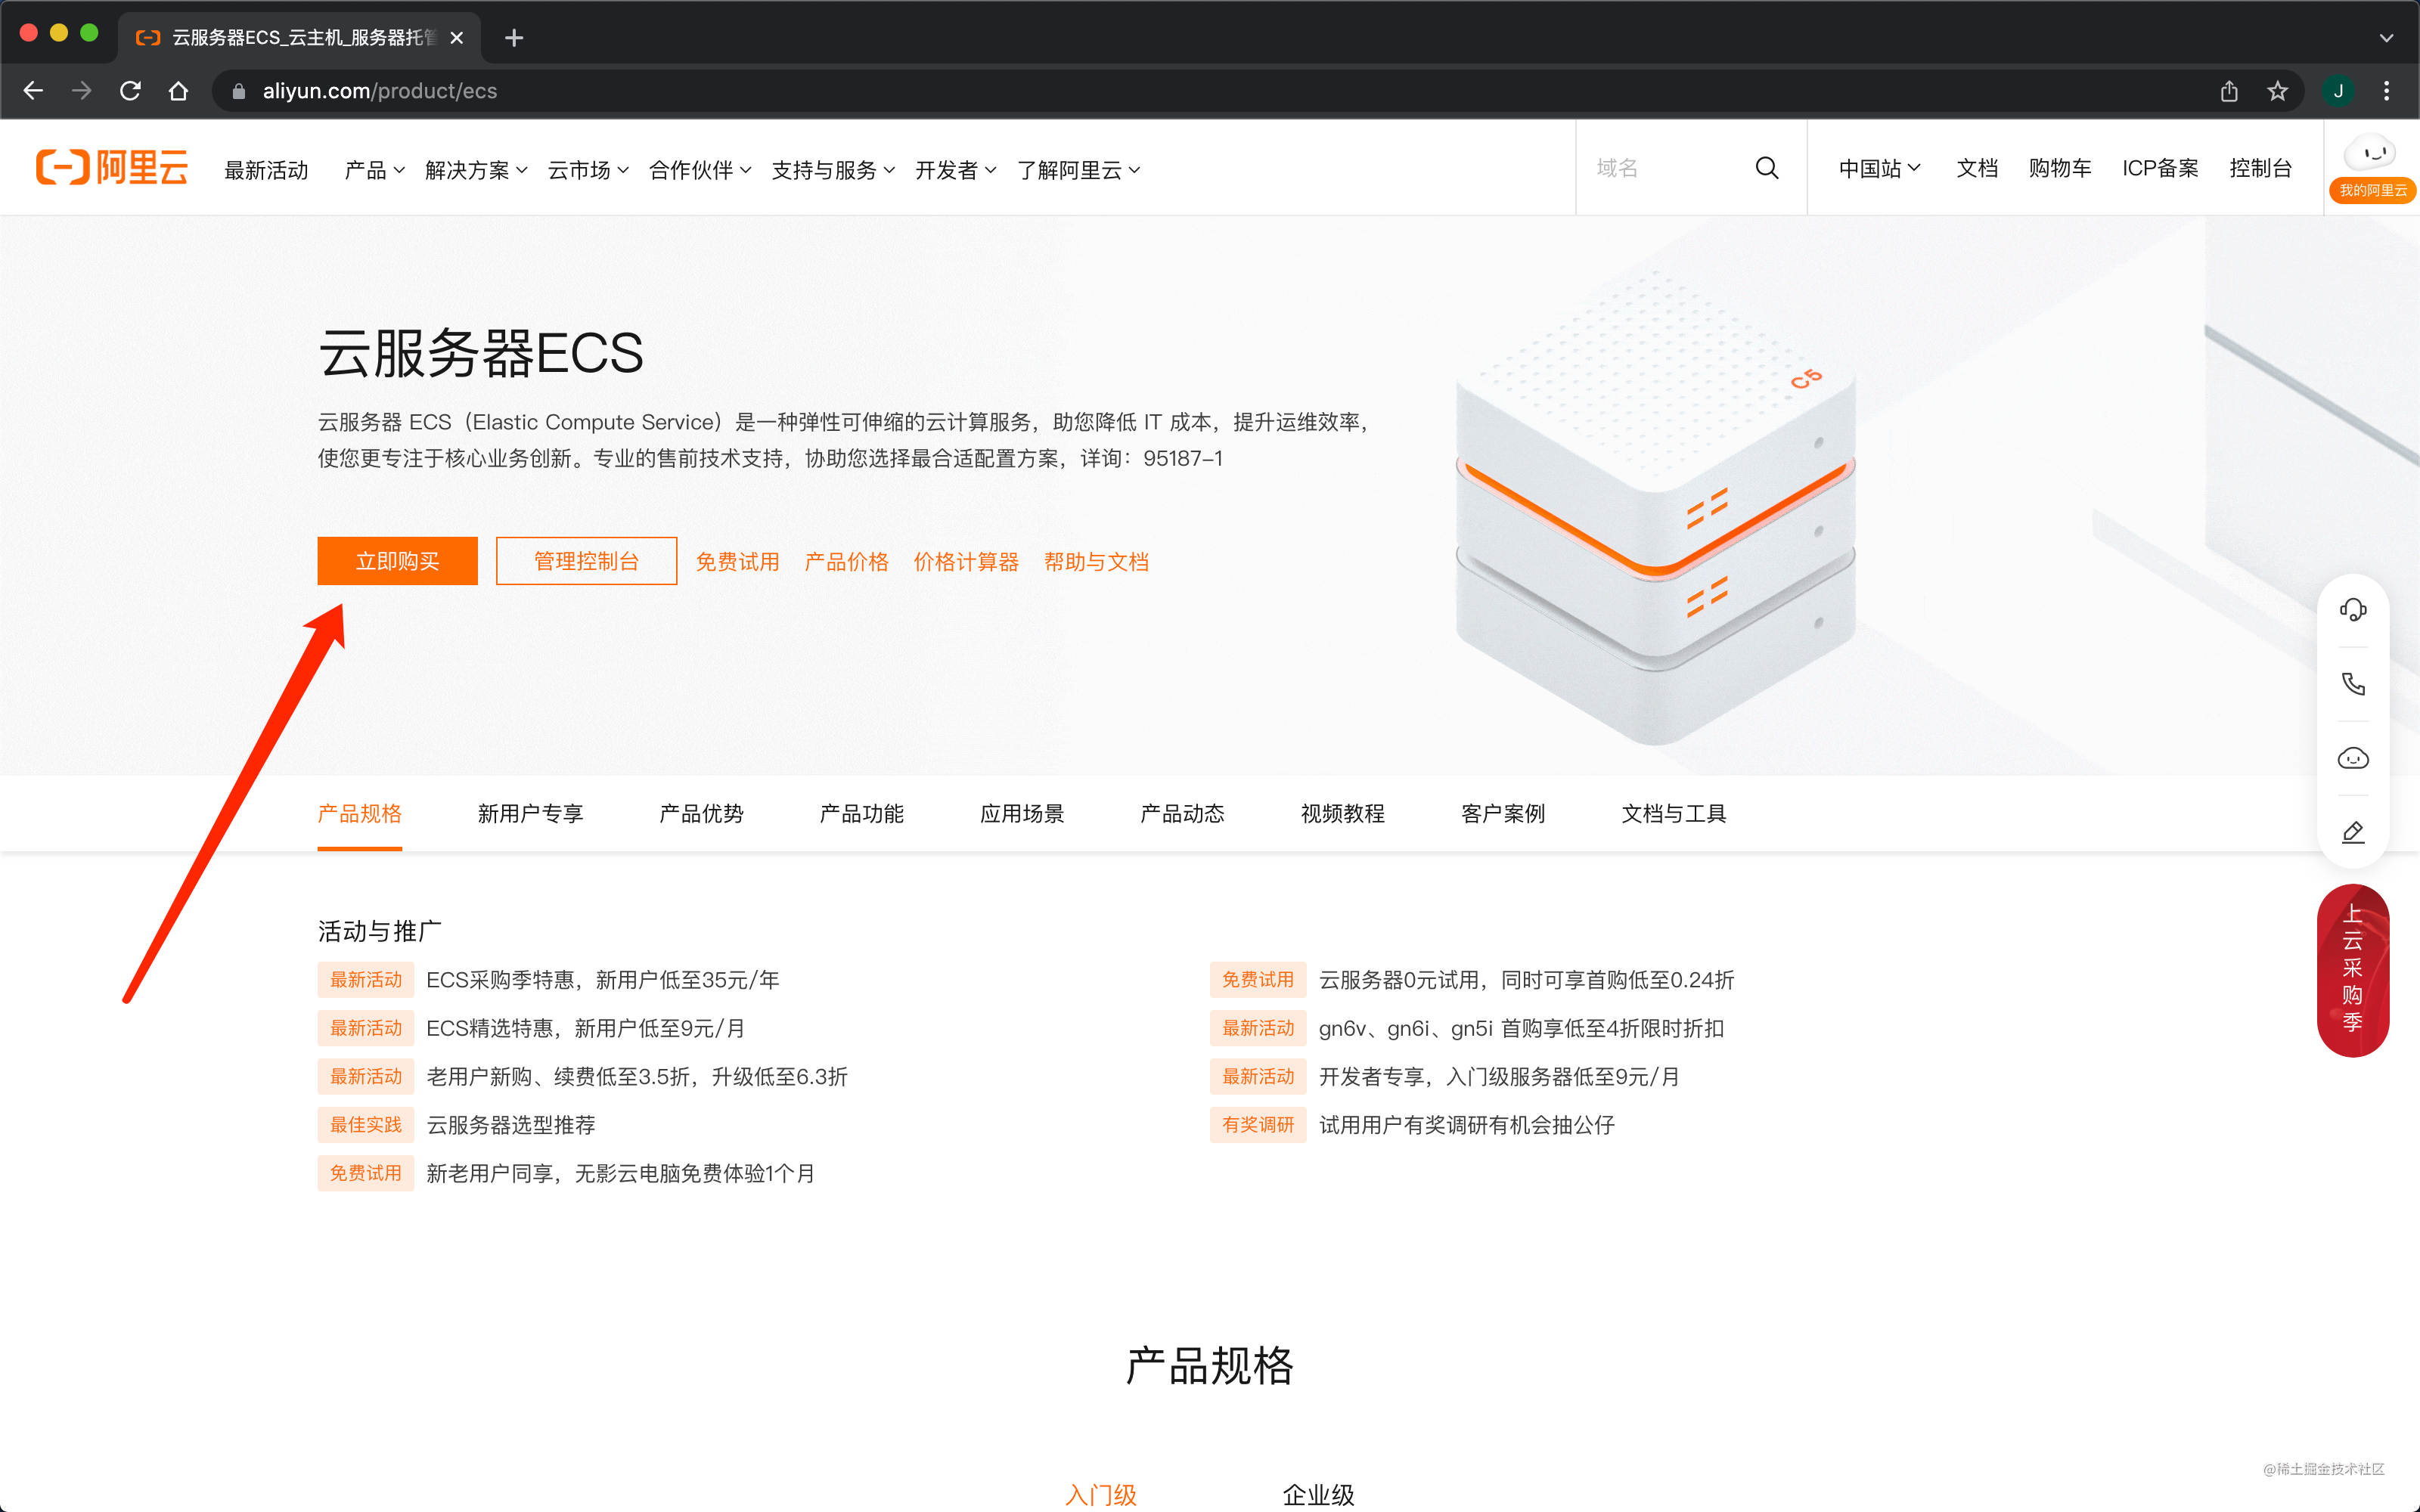 云服务器ECS_云主机_服务器托管
aliyun.com/product/ecs
J
阿里云
最新活动 产品 解决方案 云市场 合作伙伴 支持与服务 开发者 了解阿里云
域名
中国站 文档 购物车 ICP备案 控制台
我的阿里云
云服务器ECS
云服务器 ECS（Elastic Compute Service）是一种弹性可伸缩的云计算服务，助您降低 IT 成本，提升运维效率，
使您更专注于核心业务创新。专业的售前技术支持，协助您选择最合适配置方案，详询：95187-1
立即购买 管理控制台 免费试用 产品价格 价格计算器 帮助与文档
C5
产品规格 新用户专享 产品优势 产品功能 应用场景 产品动态 视频教程 客户案例 文档与工具
上云采购季
活动与推广
最新活动 ECS采购季特惠，新用户低至35元/年
最新活动 ECS精选特惠，新用户低至9元/月
最新活动 老用户新购、续费低至3.5折，升级低至6.3折
最佳实践 云服务器选型推荐
免费试用 新老用户同享，无影云电脑免费体验1个月
免费试用 云服务器0元试用，同时可享首购低至0.24折
最新活动 gn6v、gn6i、gn5i 首购享低至4折限时折扣
最新活动 开发者专享，入门级服务器低至9元/月
有奖调研 试用用户有奖调研有机会抽公仔
产品规格
入门级 企业级
@稀土掘金技术社区